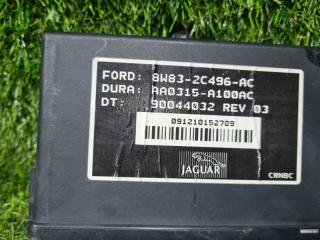 FORD: 8W83-2C496-AC
DURA: AA0315-A100AC
DT: 90044032 REV 03
091210152709
JAGUAR
CRNBC